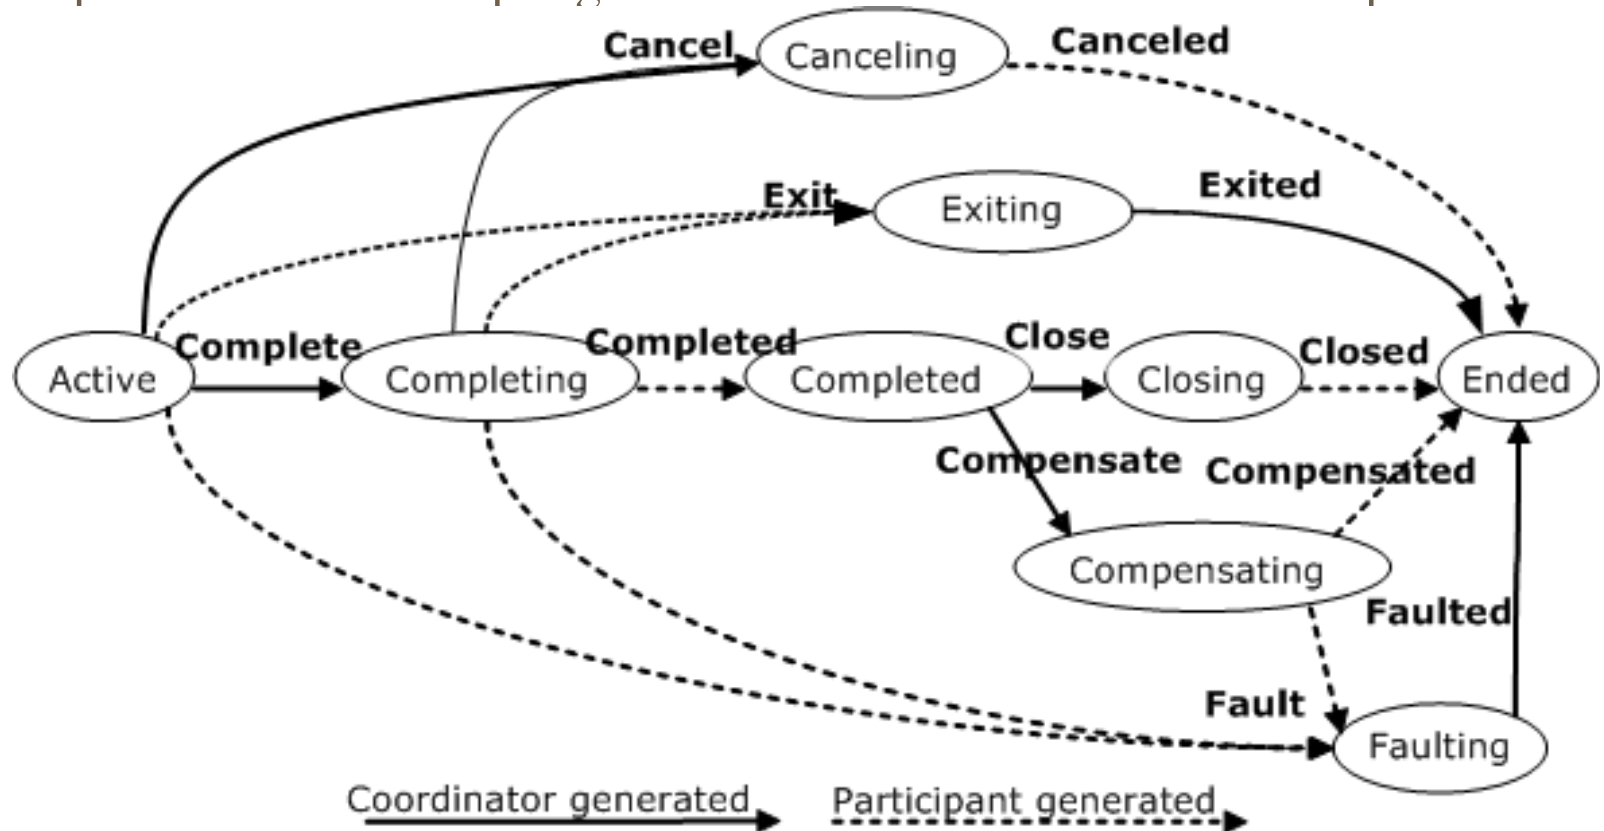 Cancel
Canceling
Canceled
Exit
Exiting
Exited
Active
Complete
Completing
Completed
Completed
Close
Closing
Closed
Ended
Compensate
Compensated
Compensating
Faulted
Fault
Faulting
Coordinator generated
Participant generated